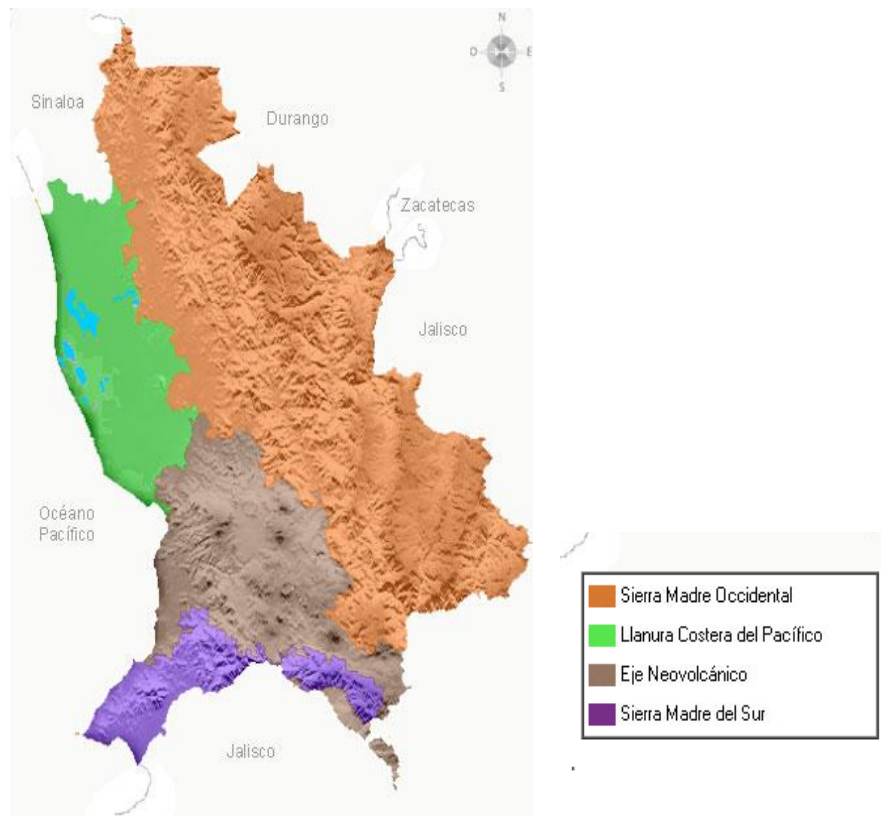 N
O
E
S
Sinaloa
Durango
Zacatecas
Jalisco
Océano
Pacífico
Jalisco
Sierra Madre Occidental
Llanura Costera del Pacífico
Eje Neovolcánico
Sierra Madre del Sur